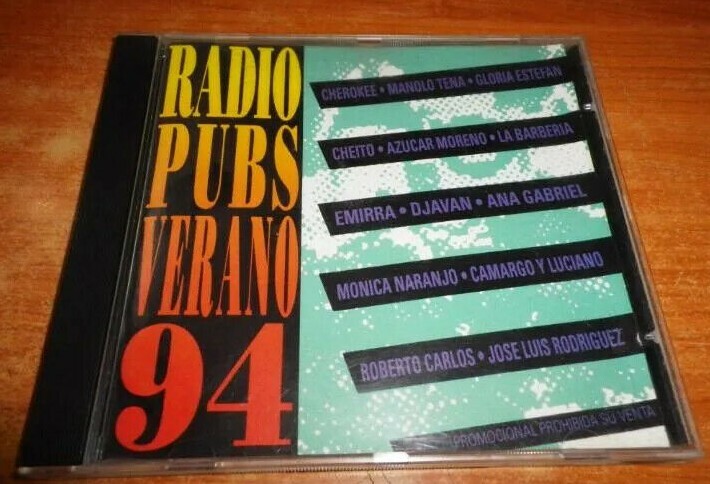 RADIO
PUBS
VERANO
94
CHEROKEE • MANOLO TENA • GLORIA ESTEFAN
CHEITO • AZUCAR MORENO • LA BARBERIA
EMIRRA • DJAVAN • ANA GABRIEL
MONICA NARANJO • CAMARGO Y LUCIANO
ROBERTO CARLOS • JOSE LUIS RODRIGUEZ
PROMOCIONAL PROHIBIDA SU VENTA